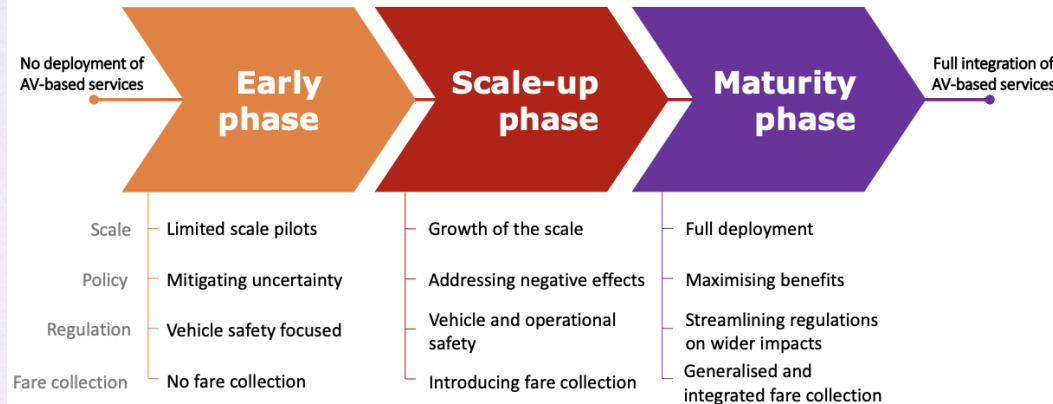 No deployment of
AV-based services
Early
phase
Scale-up
phase
Maturity
phase
Full integration of
AV-based services
Scale
Limited scale pilots
Growth of the scale
Full deployment
Policy
Mitigating uncertainty
Addressing negative effects
Maximising benefits
Regulation
Vehicle safety focused
Vehicle and operational
safety
Streamlining regulations
on wider impacts
Fare collection
No fare collection
Introducing fare collection
Generalised and
integrated fare collection